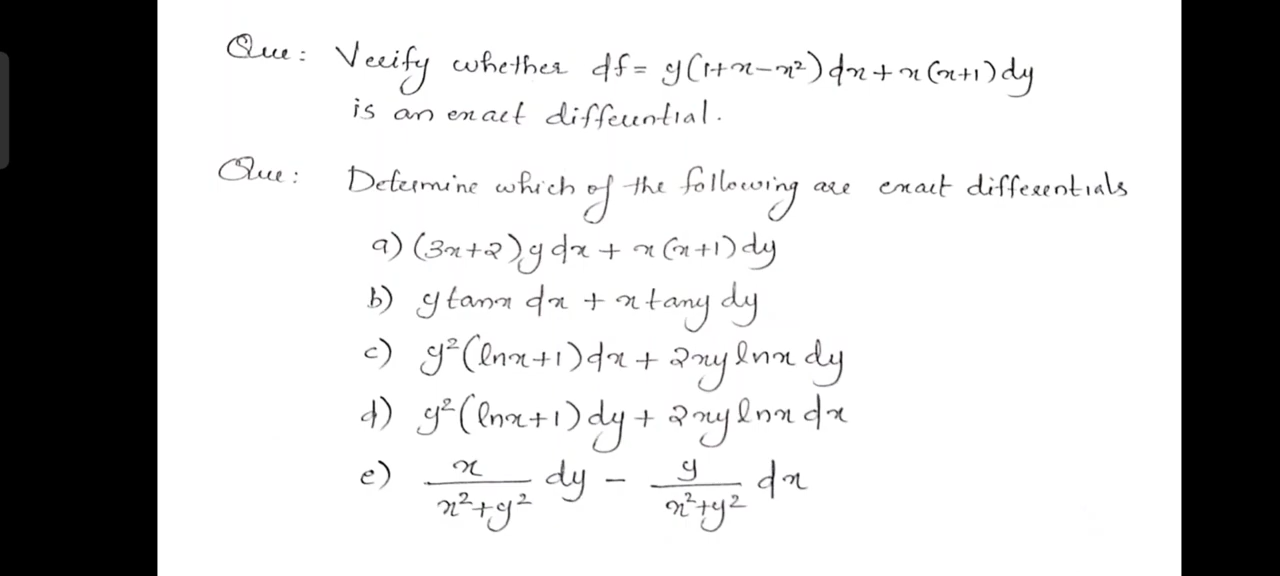 Que: Verify whether df = y(1+x-x²)dx + x(x+1)dy
is an exact differential.
Que: Determine which of the following are exact differentials
a) (3x+2)y dx + x(x+1)dy
b) y tanx dx + x tany dy
c) y²(lnx+1)dx + 2xy lnx dy
d) y²(lnx+1)dy + 2xy lnx dx
e) x/(x²+y²) dy - y/(x²+y²) dx